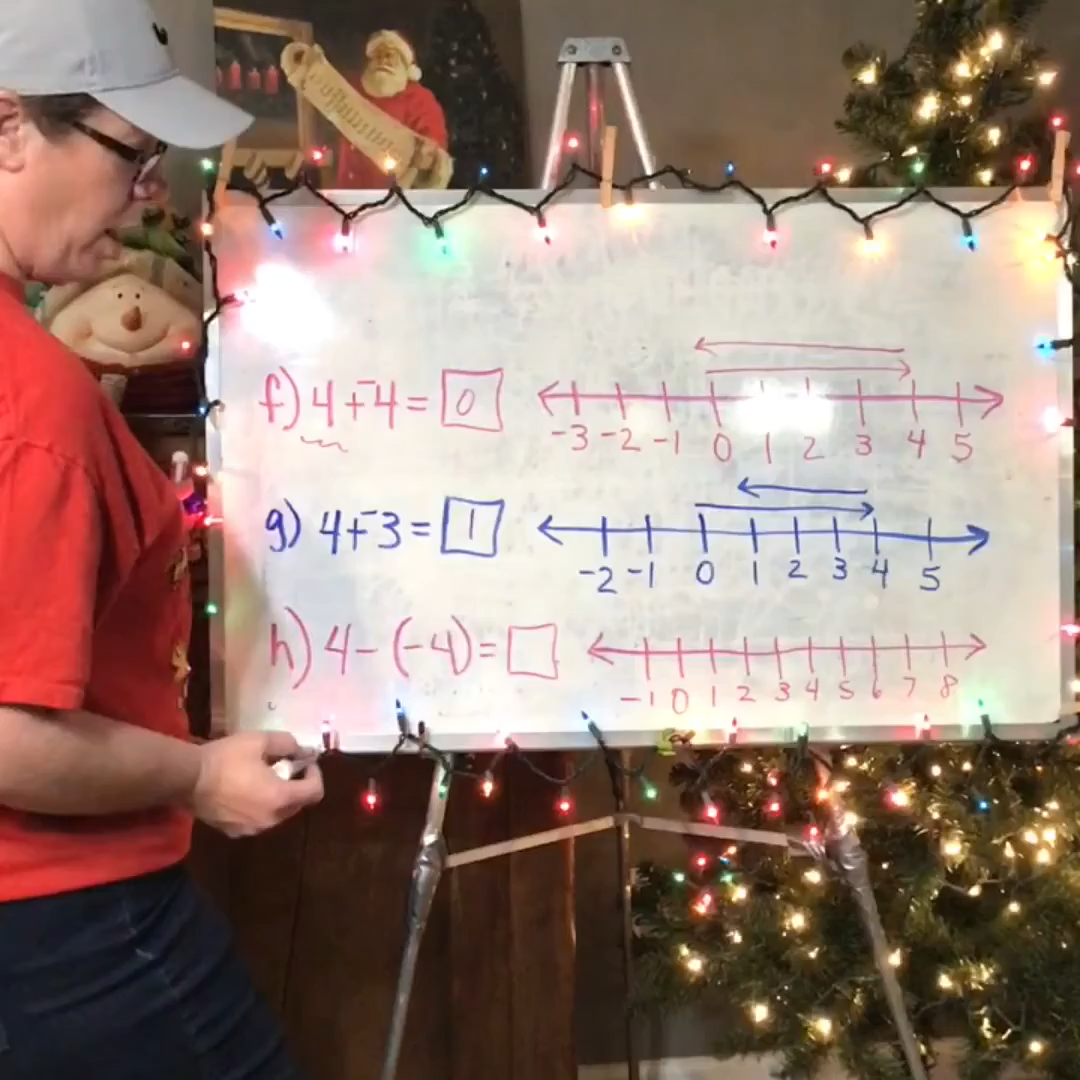 f) 4 + ⁻4 = 0
-3 -2 -1 0 1 2 3 4 5
g) 4 + ⁻3 = 1
-2 -1 0 1 2 3 4 5
h) 4 - (-4) =
-1 0 1 2 3 4 5 6 7 8